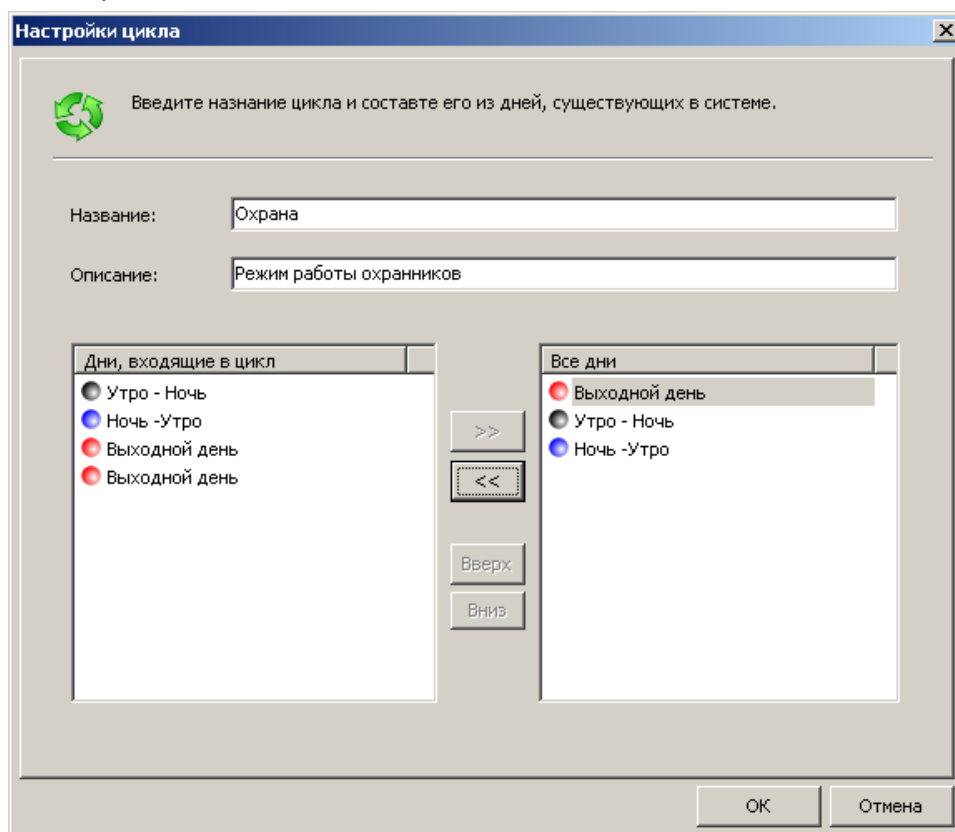 Настройки цикла
Введите назнание цикла и составте его из дней, существующих в системе.
Название:
Охрана
Описание:
Режим работы охранников
Дни, входящие в цикл
Утро - Ночь
Ночь -Утро
Выходной день
Выходной день
>>
<<
Вверх
Вниз
Все дни
Выходной день
Утро - Ночь
Ночь -Утро
ОК
Отмена